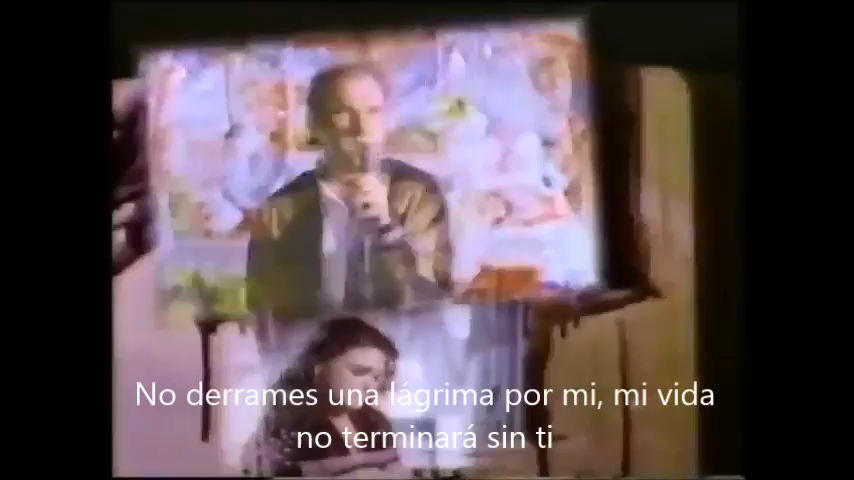 No derrames una lágrima por mi, mi vida
no terminará sin ti